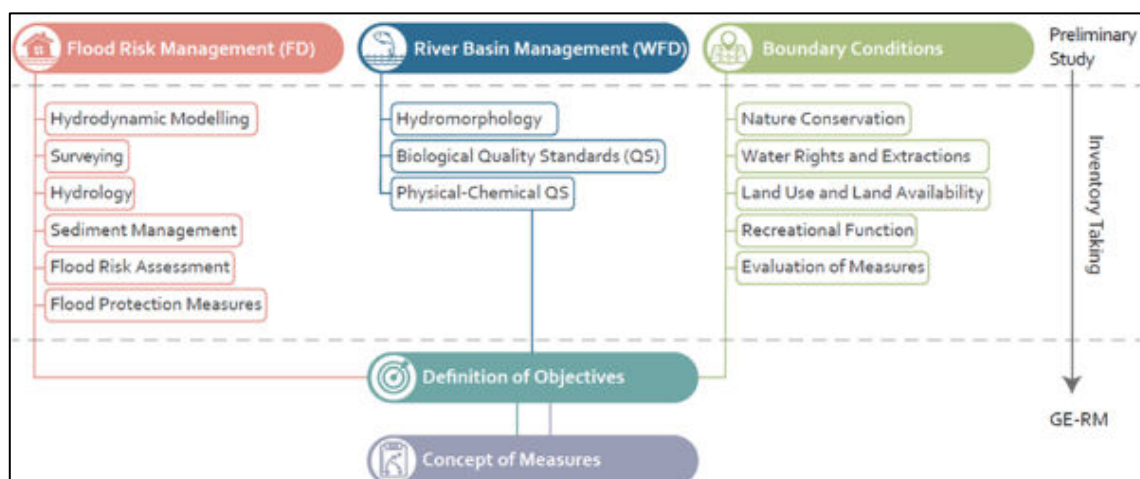 Flood Risk Management (FD)
River Basin Management (WFD)
Boundary Conditions
Preliminary
Study
Hydrodynamic Modelling
Surveying
Hydrology
Sediment Management
Flood Risk Assessment
Flood Protection Measures
Hydromorphology
Biological Quality Standards (QS)
Physical-Chemical QS
Nature Conservation
Water Rights and Extractions
Land Use and Land Availability
Recreational Function
Evaluation of Measures
Inventory Taking
Definition of Objectives
GE-RM
Concept of Measures